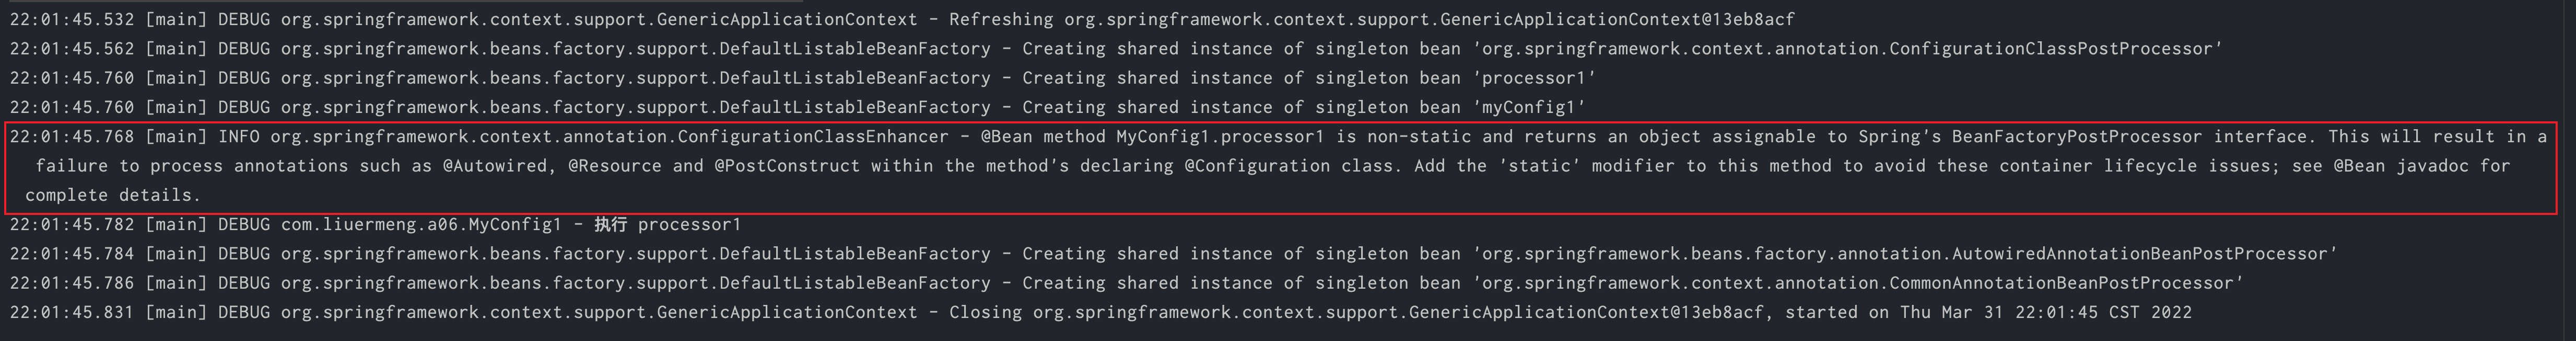 22:01:45.532 [main] DEBUG org.springframework.context.support.GenericApplicationContext - Refreshing org.springframework.context.support.GenericApplicationContext@13eb8acf
22:01:45.562 [main] DEBUG org.springframework.beans.factory.support.DefaultListableBeanFactory - Creating shared instance of singleton bean 'org.springframework.context.annotation.ConfigurationClassPostProcessor'
22:01:45.760 [main] DEBUG org.springframework.beans.factory.support.DefaultListableBeanFactory - Creating shared instance of singleton bean 'processor1'
22:01:45.760 [main] DEBUG org.springframework.beans.factory.support.DefaultListableBeanFactory - Creating shared instance of singleton bean 'myConfig1'
22:01:45.768 [main] INFO org.springframework.context.annotation.ConfigurationClassEnhancer - @Bean method MyConfig1.processor1 is non-static and returns an object assignable to Spring's BeanFactoryPostProcessor interface. This will result in a
failure to process annotations such as @Autowired, @Resource and @PostConstruct within the method's declaring @Configuration class. Add the 'static' modifier to this method to avoid these container lifecycle issues; see @Bean javadoc for
complete details.
22:01:45.782 [main] DEBUG com.liuermeng.a06.MyConfig1 - 执行 processor1
22:01:45.784 [main] DEBUG org.springframework.beans.factory.support.DefaultListableBeanFactory - Creating shared instance of singleton bean 'org.springframework.beans.factory.annotation.AutowiredAnnotationBeanPostProcessor'
22:01:45.786 [main] DEBUG org.springframework.beans.factory.support.DefaultListableBeanFactory - Creating shared instance of singleton bean 'org.springframework.context.annotation.CommonAnnotationBeanPostProcessor'
22:01:45.831 [main] DEBUG org.springframework.context.support.GenericApplicationContext - Closing org.springframework.context.support.GenericApplicationContext@13eb8acf, started on Thu Mar 31 22:01:45 CST 2022